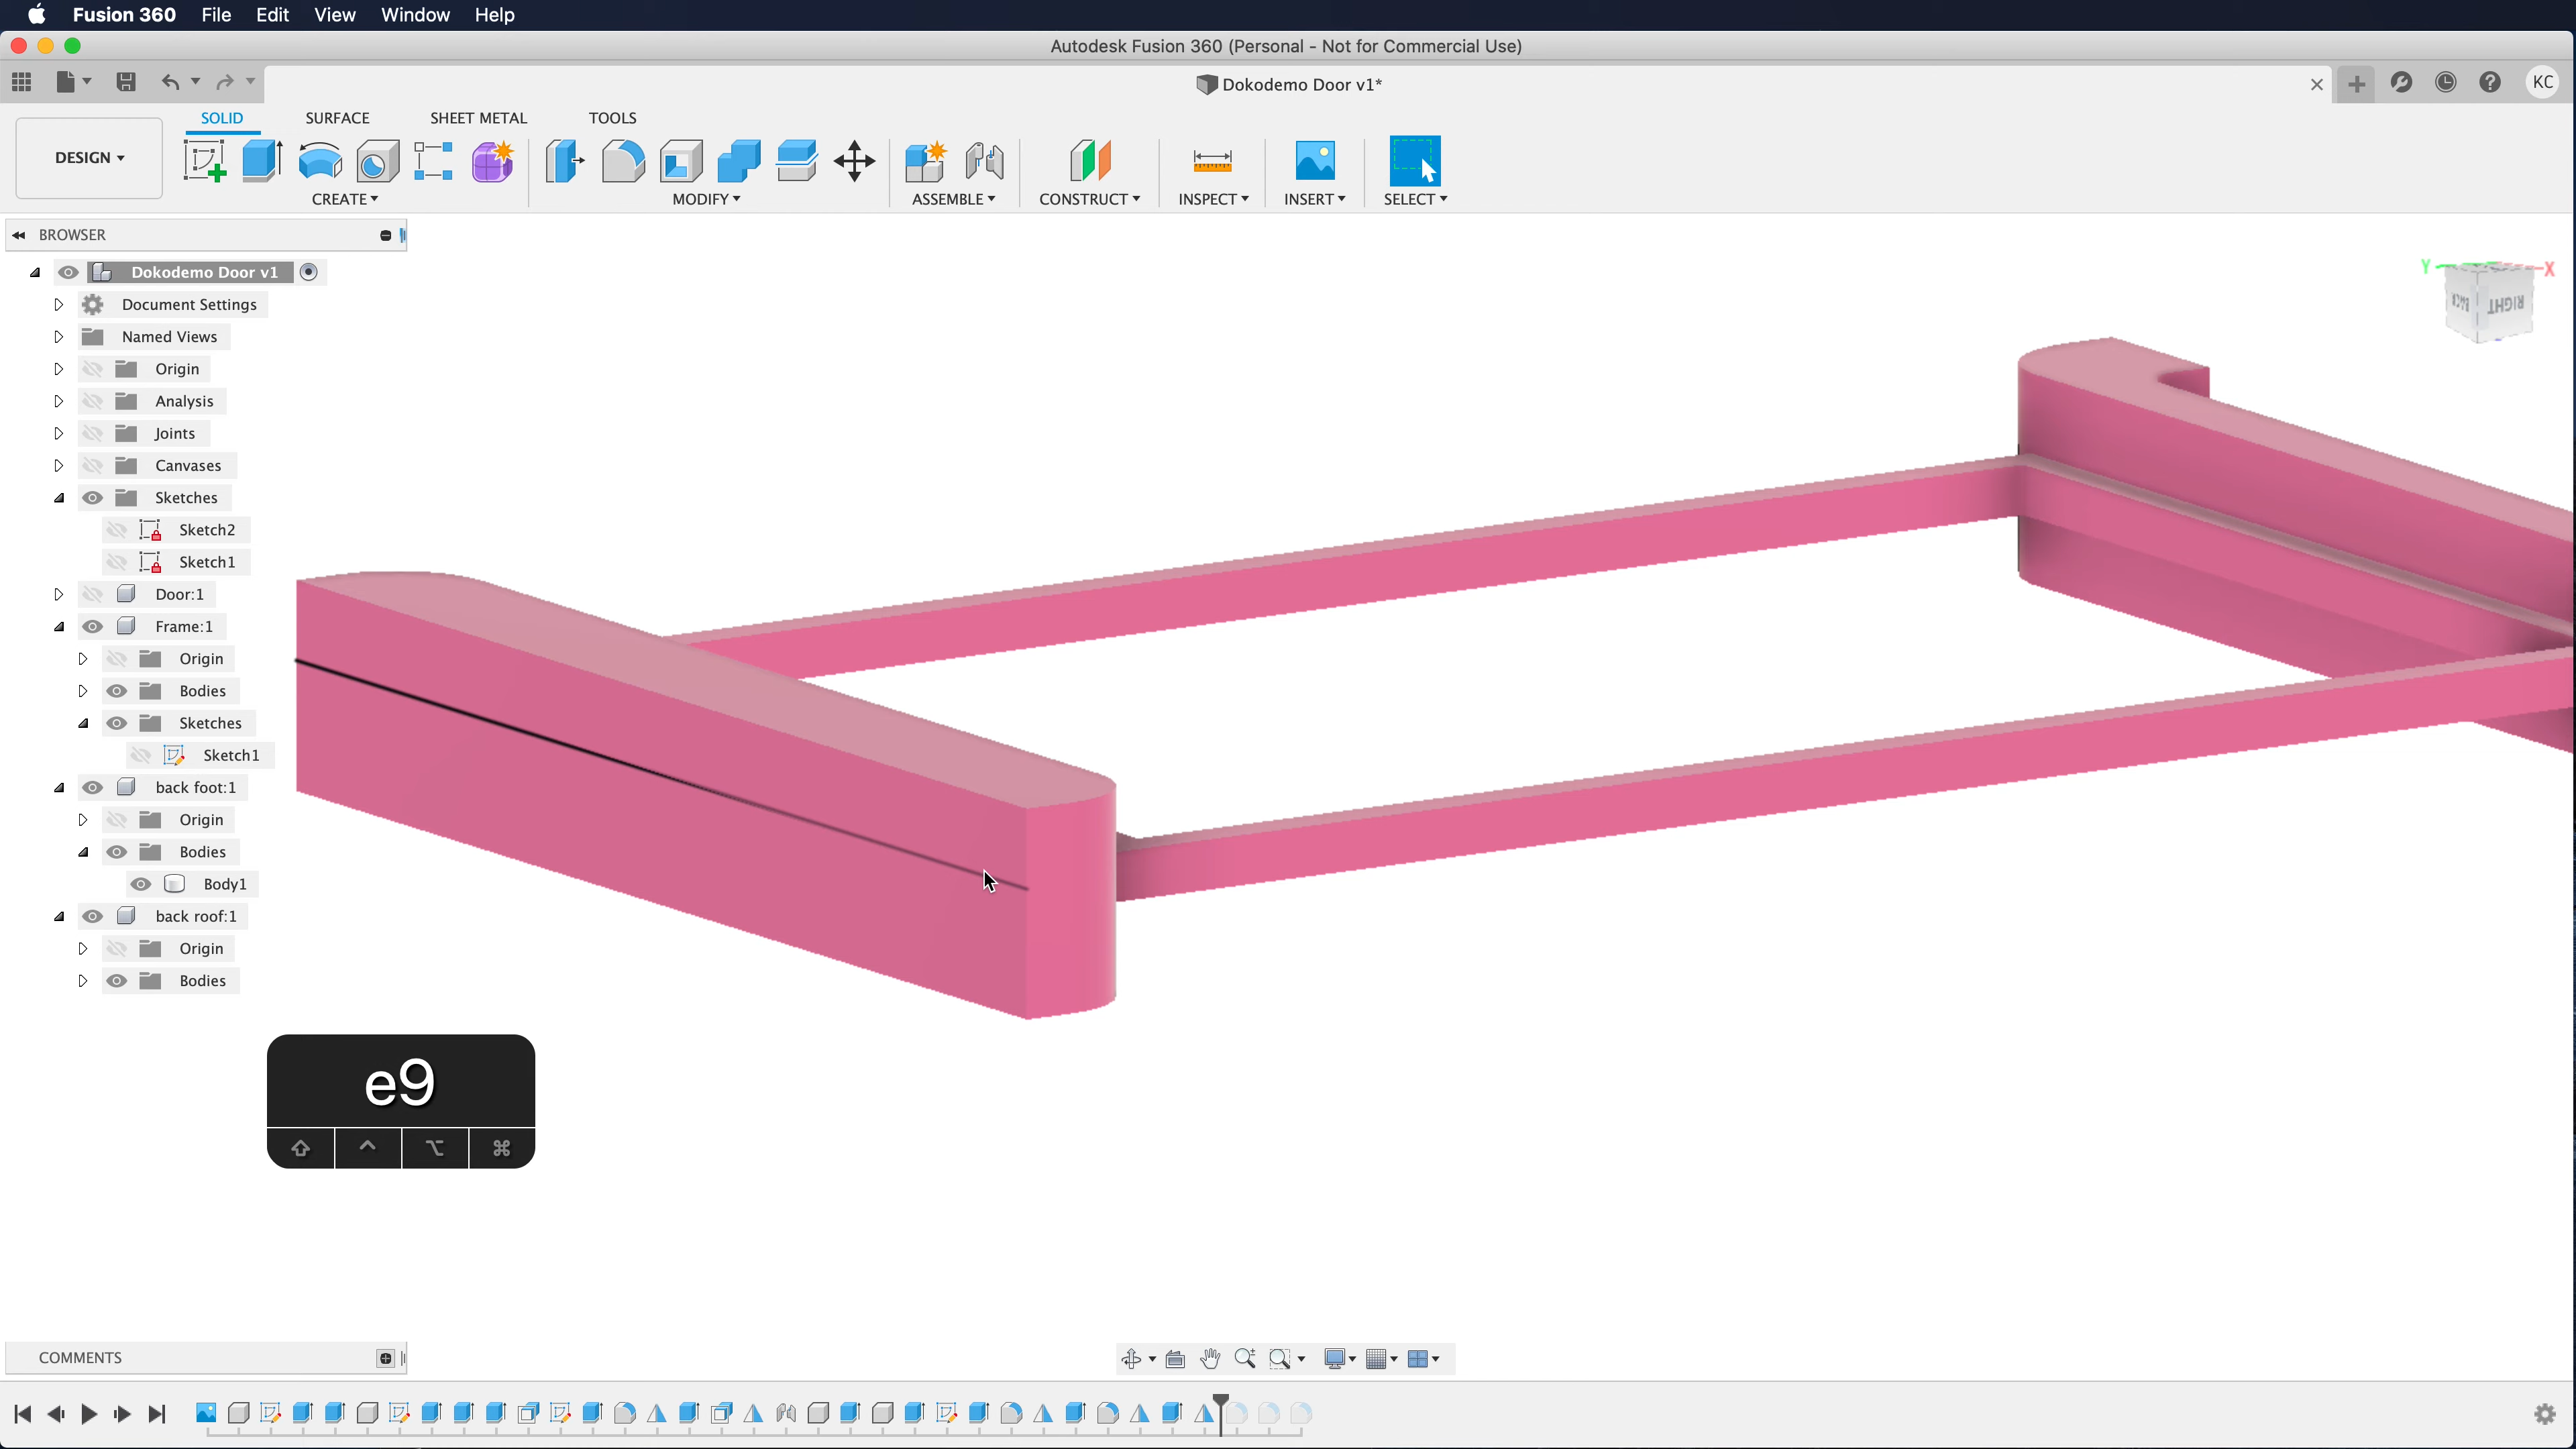 Fusion 360 File Edit View Window Help
Autodesk Fusion 360 (Personal - Not for Commercial Use)
Dokodemo Door v1*
KC
SOLID SURFACE SHEET METAL TOOLS
DESIGN
CREATE MODIFY ASSEMBLE CONSTRUCT INSPECT INSERT SELECT
BROWSER
Dokodemo Door v1
Document Settings
Named Views
Origin
Analysis
Joints
Canvases
Sketches
Sketch2
Sketch1
Door:1
Frame:1
Origin
Bodies
Sketches
Sketch1
back foot:1
Origin
Bodies
Body1
back roof:1
Origin
Bodies
Y X
BACK RIGHT
e9
⇧ ^ ⌥ ⌘
COMMENTS